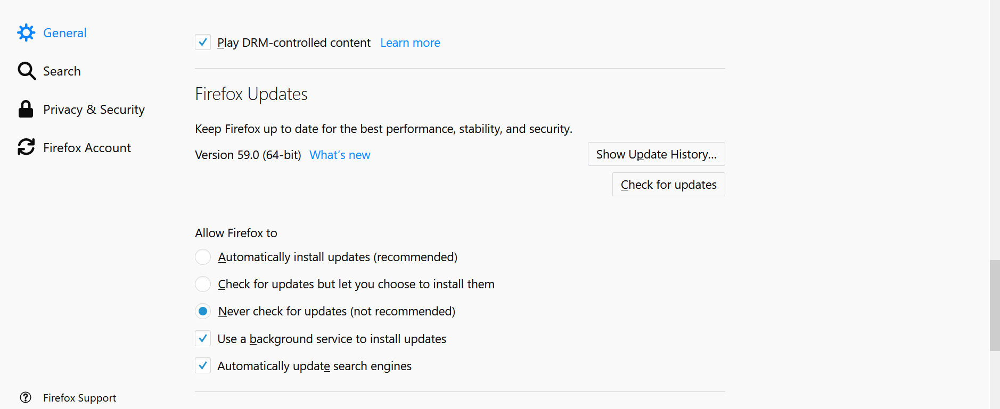 General
Search
Privacy & Security
Firefox Account
Firefox Support
Play DRM-controlled content Learn more
Firefox Updates
Keep Firefox up to date for the best performance, stability, and security.
Version 59.0 (64-bit) What's new
Show Update History...
Check for updates
Allow Firefox to
Automatically install updates (recommended)
Check for updates but let you choose to install them
Never check for updates (not recommended)
Use a background service to install updates
Automatically update search engines